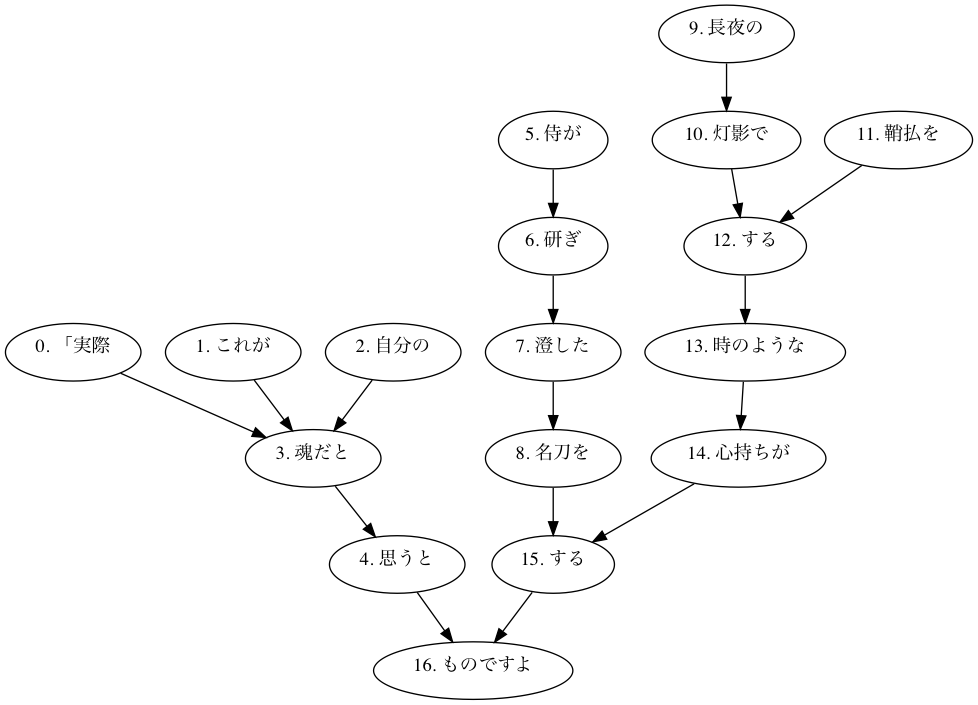 9. 長夜の
5. 侍が
10. 灯影で
11. 鞘払を
6. 研ぎ
12. する
0. 「実際
1. これが
2. 自分の
7. 澄した
13. 時のような
3. 魂だと
8. 名刀を
14. 心持ちが
4. 思うと
15. する
16. ものですよ